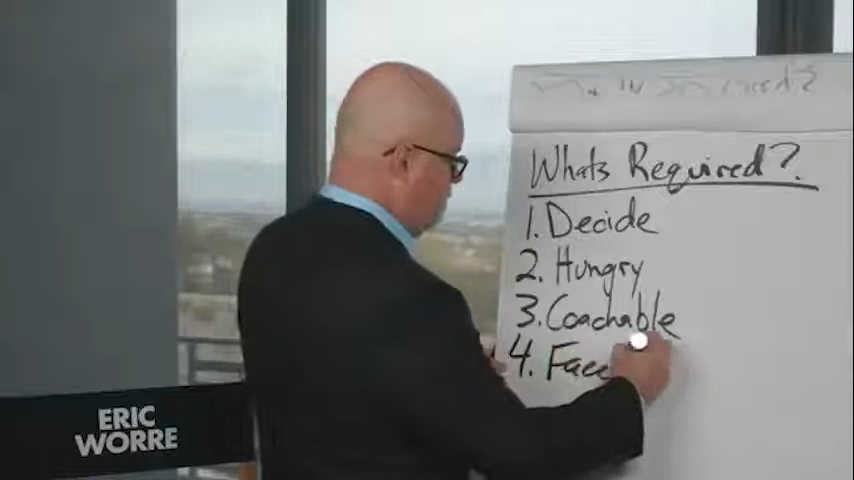 Whats Required?
1. Decide
2. Hungry
3. Coachable
4. Face
ERIC
WORRE